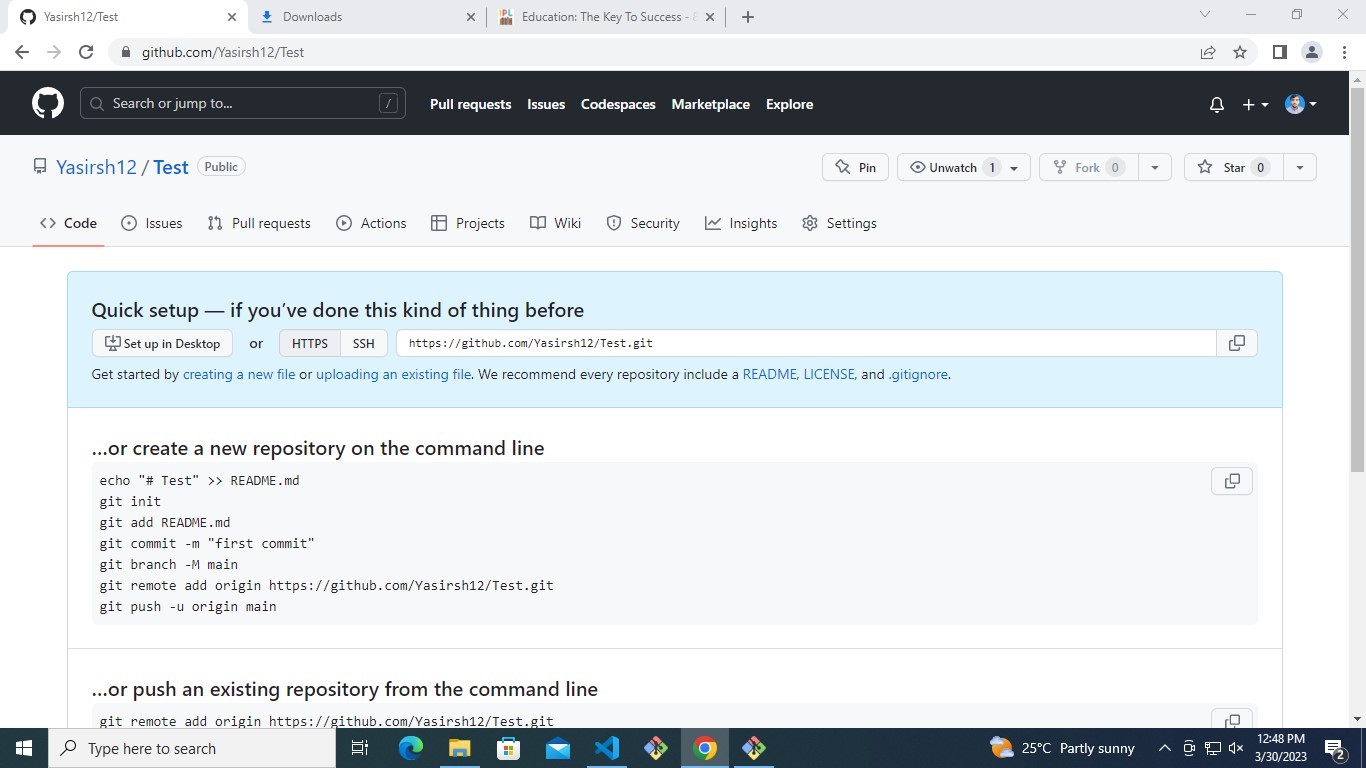 Yasirsh12/Test
Downloads
Education: The Key To Success -
github.com/Yasirsh12/Test
Search or jump to...
/
Pull requests
Issues
Codespaces
Marketplace
Explore
Yasirsh12 / Test
Public
Pin
Unwatch 1
Fork 0
Star 0
Code
Issues
Pull requests
Actions
Projects
Wiki
Security
Insights
Settings
Quick setup — if you’ve done this kind of thing before
Set up in Desktop
or
HTTPS
SSH
https://github.com/Yasirsh12/Test.git
Get started by creating a new file or uploading an existing file. We recommend every repository include a README, LICENSE, and .gitignore.
…or create a new repository on the command line
echo "# Test" >> README.md
git init
git add README.md
git commit -m "first commit"
git branch -M main
git remote add origin https://github.com/Yasirsh12/Test.git
git push -u origin main
…or push an existing repository from the command line
git remote add origin https://github.com/Yasirsh12/Test.git
Type here to search
25°C Partly sunny
12:48 PM
3/30/2023
2